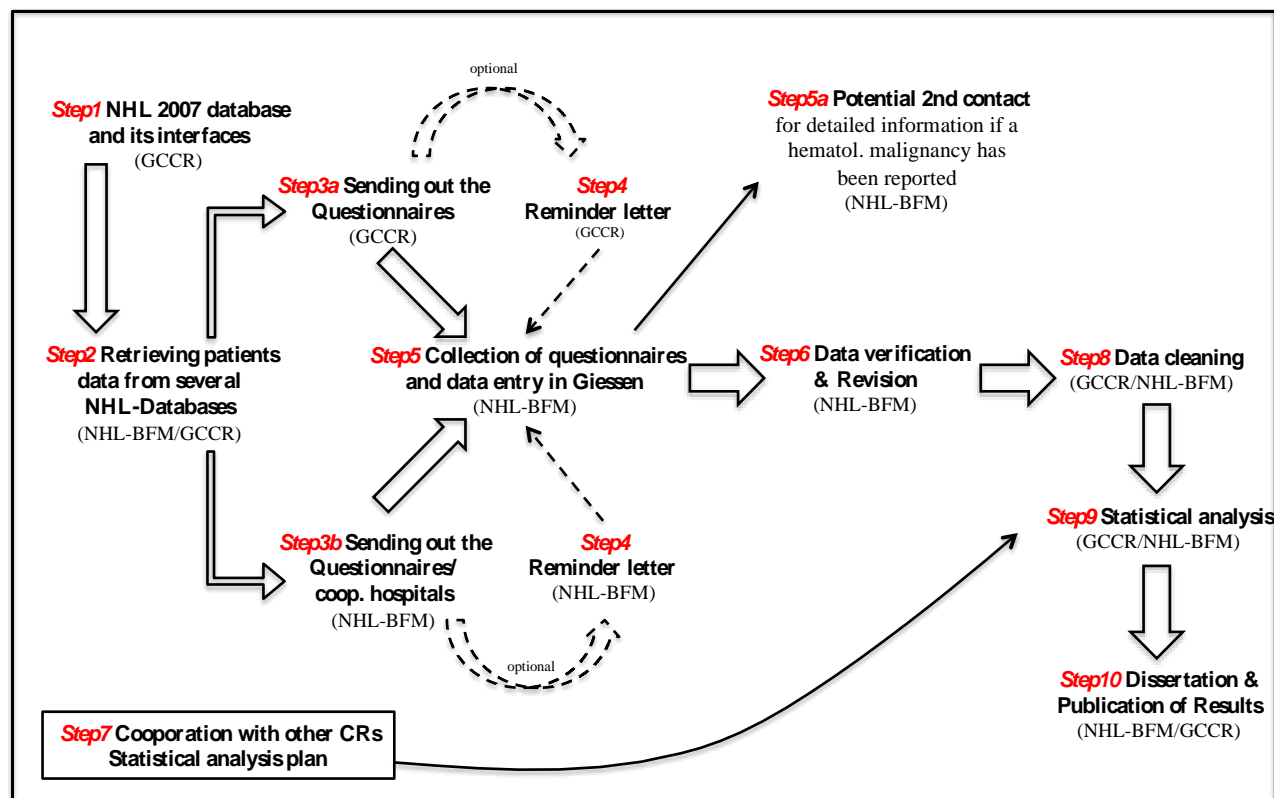 optional
Step1 NHL 2007 database
and its interfaces
(GCCR)
Step5a Potential 2nd contact
for detailed information if a
hematol. malignancy has
been reported
(NHL-BFM)
Step3a Sending out the
Questionnaires
(GCCR)
Step4
Reminder letter
(GCCR)
Step2 Retrieving patients
data from several
NHL-Databases
(NHL-BFM/GCCR)
Step5 Collection of questionnaires
and data entry in Giessen
(NHL-BFM)
Step6 Data verification
& Revision
(NHL-BFM)
Step8 Data cleaning
(GCCR/NHL-BFM)
Step3b Sending out the
Questionnaires/
coop. hospitals
(NHL-BFM)
Step4
Reminder letter
(NHL-BFM)
optional
Step9 Statistical analysis
(GCCR/NHL-BFM)
Step10 Dissertation &
Publication of Results
(NHL-BFM/GCCR)
Step7 Cooporation with other CRs
Statistical analysis plan